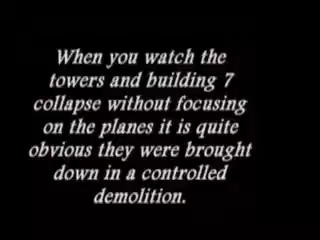 When you watch the
towers and building 7
collapse without focusing
on the planes it is quite
obvious they were brought
down in a controlled
demolition.